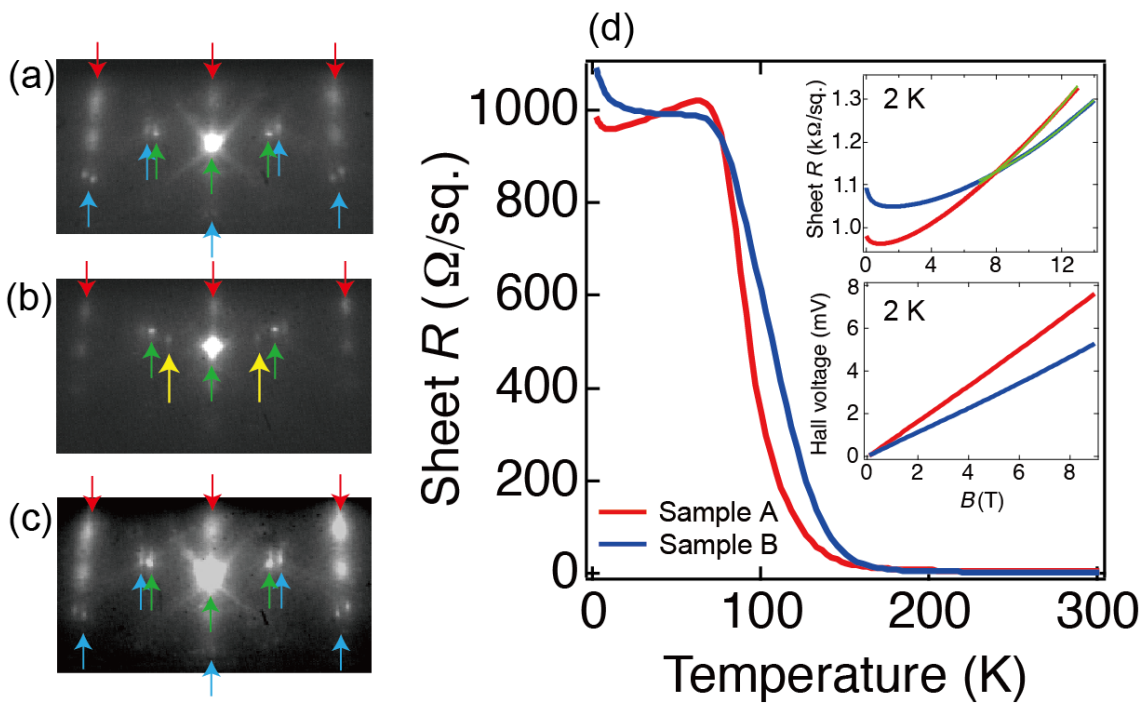 (a)
(b)
(c)
(d)
Sheet R (Ω/sq.)
1000
800
600
400
200
0
0
100
200
300
Temperature (K)
Sample A
Sample B
2 K
Sheet R (kΩ/sq.)
1.3
1.2
1.1
1.0
0
4
8
12
2 K
Hall voltage (mV)
8
6
4
2
0
0
2
4
6
8
B(T)